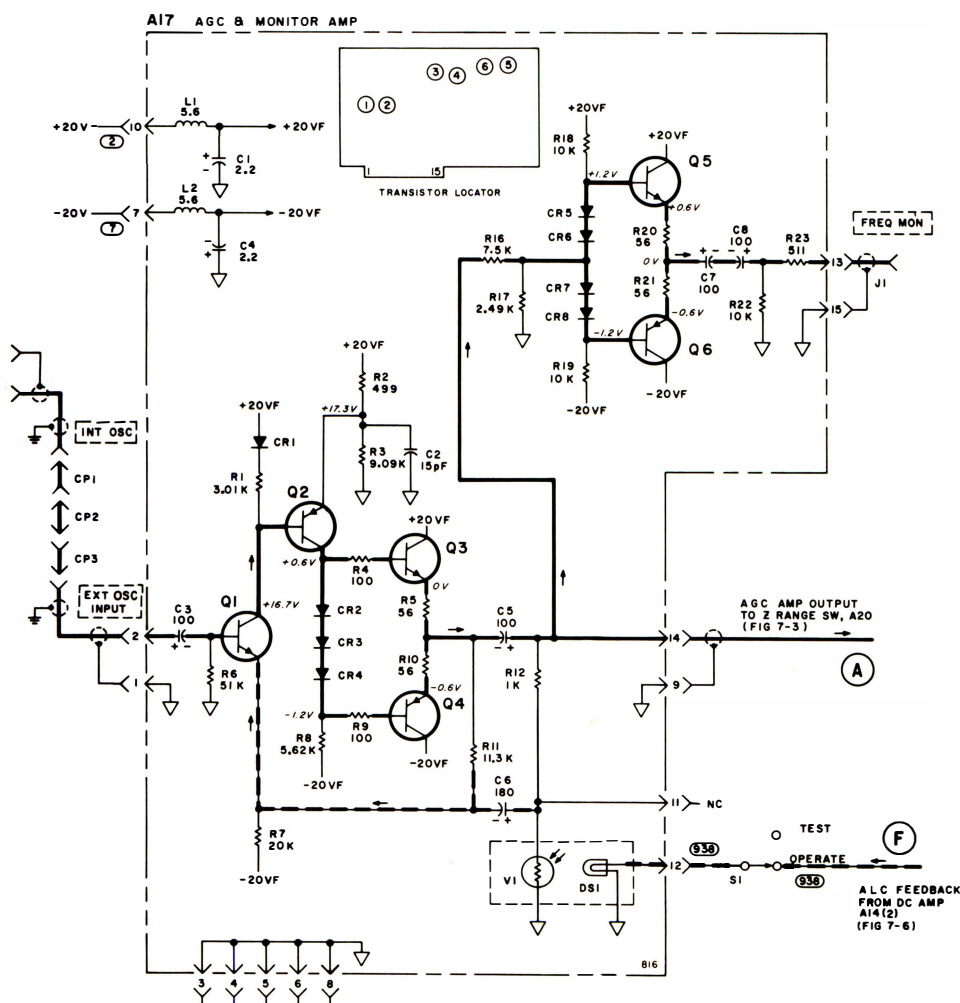 A17 AGC & MONITOR AMP
+20V
2
10
L1
5.6
+20VF
+
-
C1
2.2
-20V
7
7
L2
5.6
-20VF
-
+
C4
2.2
1
2
3
4
6
5
1
15
TRANSISTOR LOCATOR
+20VF
R18
10K
+20VF
Q5
+1.2V
+0.6V
CR5
CR6
R20
56
0V
C8
100
+ -
- +
C7
100
R23
511
13
FREQ MON
J1
R16
7.5K
R17
2.49K
CR7
CR8
R21
56
-0.6V
R22
10K
15
-1.2V
Q6
R19
10K
-20VF
-20VF
+20VF
R2
499
+17.3V
+20VF
CR1
R3
9.09K
C2
15pF
R1
3.01K
INT OSC
CP1
CP2
CP3
EXT OSC
INPUT
Q2
+20VF
Q3
+0.6V
R4
100
0V
R5
56
Q1
+16.7V
C3
100
+ -
2
1
R6
51K
CR2
CR3
CR4
R10
56
-0.6V
Q4
-1.2V
R9
100
R8
5.62K
-20VF
-20VF
C5
100
- +
R12
1K
R11
11.3K
C6
180
- +
14
9
AGC AMP OUTPUT
TO Z RANGE SW, A20
(FIG 7-3)
A
11
NC
R7
20K
-20VF
V1
DS1
12
938
S1
TEST
OPERATE
938
F
ALC FEEDBACK
FROM DC AMP
A14(2)
(FIG 7-6)
816
3
4
5
6
8